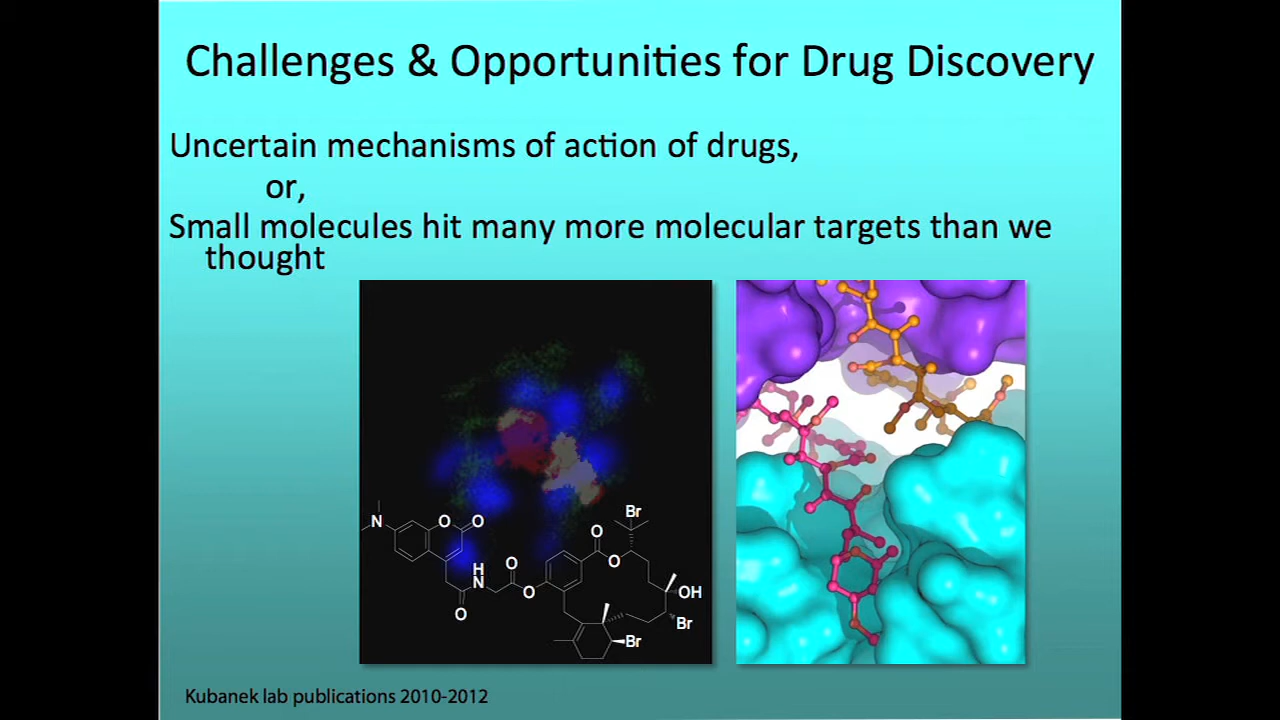 Challenges & Opportunities for Drug Discovery
Uncertain mechanisms of action of drugs,
or,
Small molecules hit many more molecular targets than we
thought
Br
N
O
O
O
O
H
N
O
OH
O
Br
O
Br
Kubanek lab publications 2010-2012